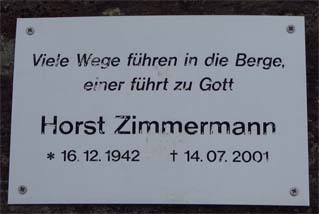 Viele Wege führen in die Berge,
einer führt zu Gott
Horst Zimmermann
* 16.12.1942 † 14.07.2001